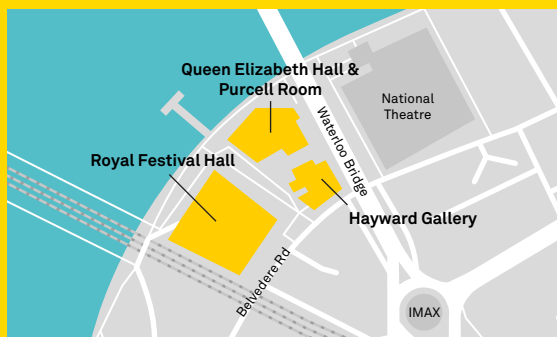 Queen Elizabeth Hall &
Purcell Room
National
Theatre
Waterloo Bridge
Royal Festival Hall
Hayward Gallery
Belvedere Rd
IMAX